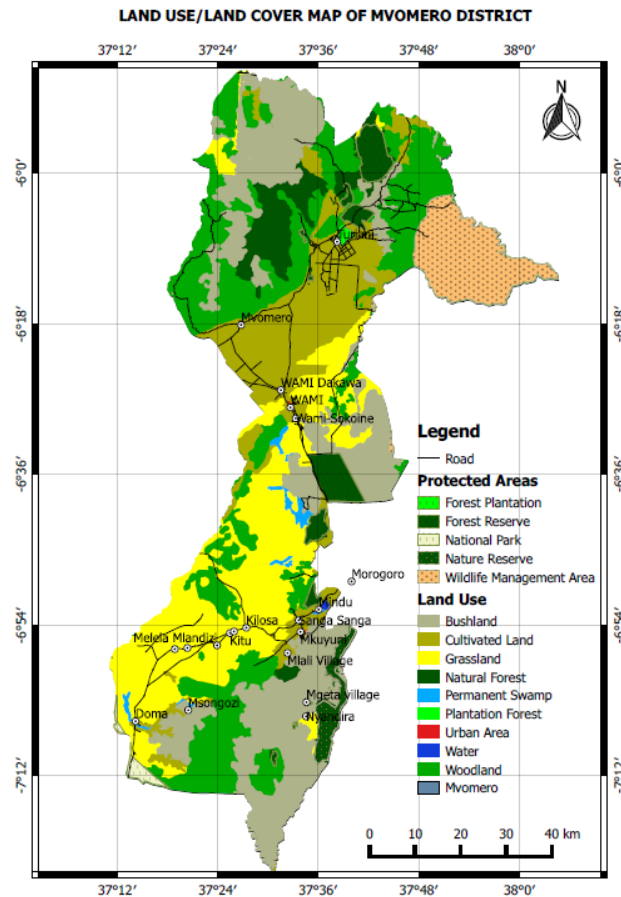 LAND USE/LAND COVER MAP OF MVOMERO DISTRICT
37°12' 37°24' 37°36' 37°48' 38°0'
N
-6°0' -6°0'
Turiani
-6°18' Mvomero -6°18'
WAMI Dakawa
WAMI
Wami-Sokoine
Legend
Road
-6°36' -6°36'
Protected Areas
Forest Plantation
Forest Reserve
National Park
Nature Reserve
Wildlife Management Area
Morogoro
Mindu
Land Use
Bushland
Cultivated Land
Grassland
Natural Forest
Permanent Swamp
Plantation Forest
Urban Area
Water
Woodland
Mvomero
Kilosa
Sanga Sanga
-6°54' -6°54'
Melela Mlandiz
Kitu
Mkuyuni
Mlali Village
Mgeta village
Msongozi
Nyandira
Doma
-7°12' -7°12'
0 10 20 30 40 km
37°12' 37°24' 37°36' 37°48' 38°0'